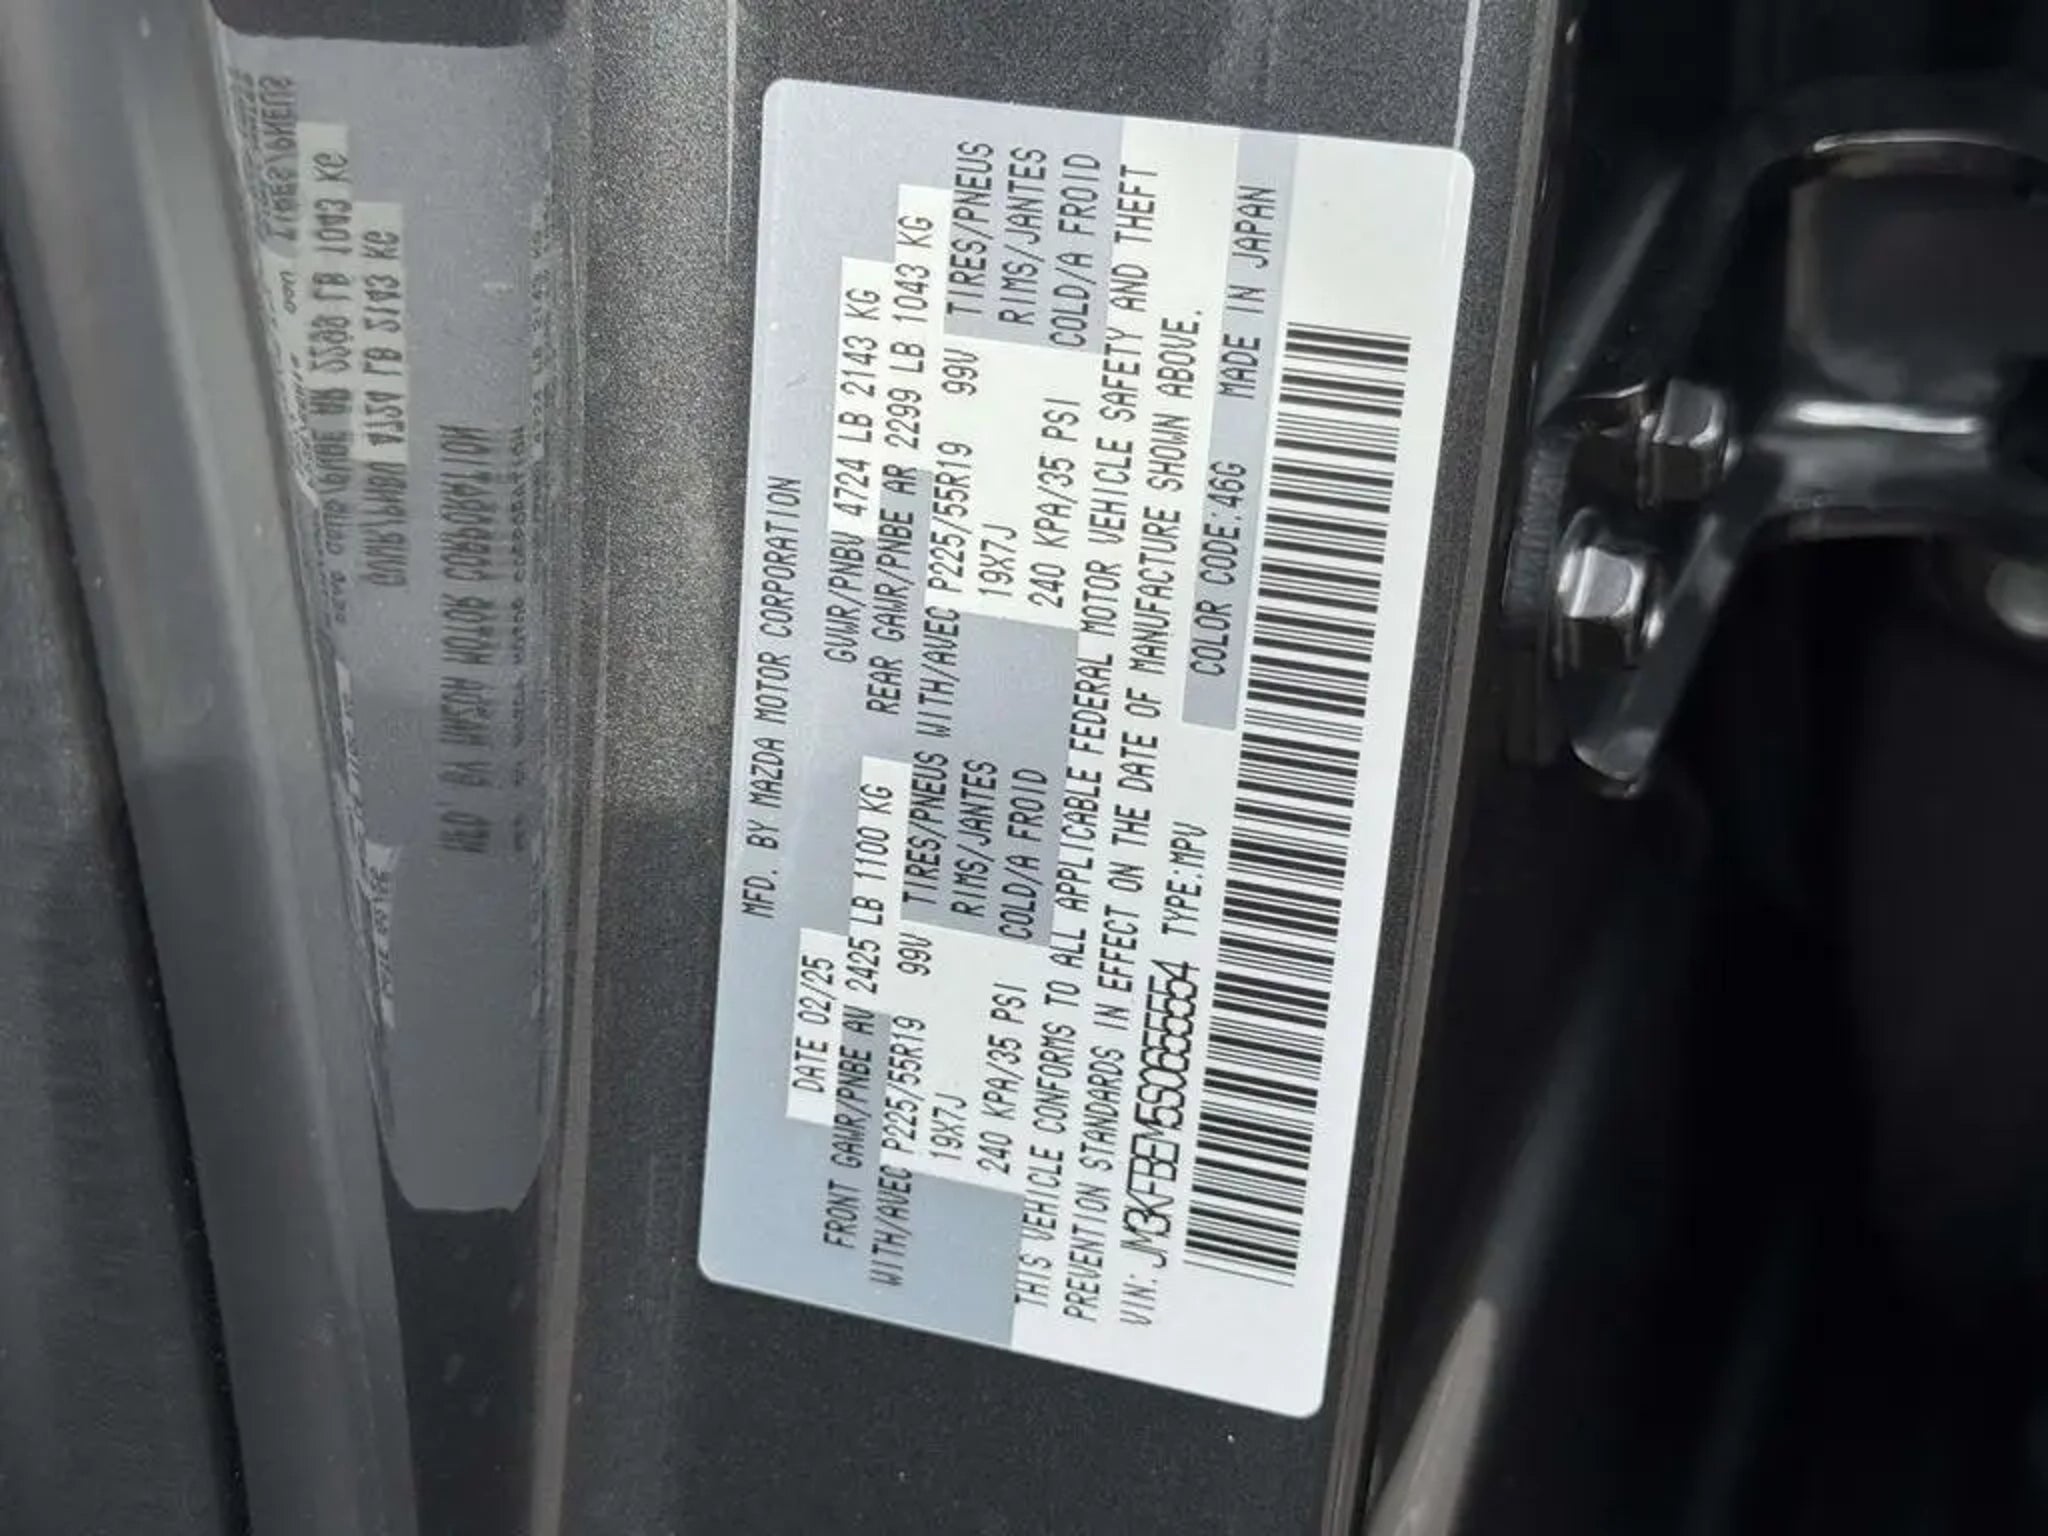 MFD. BY MAZDA MOTOR CORPORATION
DATE 02/25 GVWR/PNBV 4724 LB 2143 KG
FRONT GAWR/PNBE AV 2425 LB 1100 KG REAR GAWR/PNBE AR 2299 LB 1043 KG
WITH/AVEC P225/55R19 99V TIRES/PNEUS WITH/AVEC P225/55R19 99V TIRES/PNEUS
19X7J RIMS/JANTES 19X7J RIMS/JANTES
240 KPA/35 PSI COLD/A FROID 240 KPA/35 PSI COLD/A FROID
THIS VEHICLE CONFORMS TO ALL APPLICABLE FEDERAL MOTOR VEHICLE SAFETY AND THEFT
PREVENTION STANDARDS IN EFFECT ON THE DATE OF MANUFACTURE SHOWN ABOVE.
VIN: JM3KFBEM5S0655554 TYPE:MPV COLOR CODE:46G MADE IN JAPAN